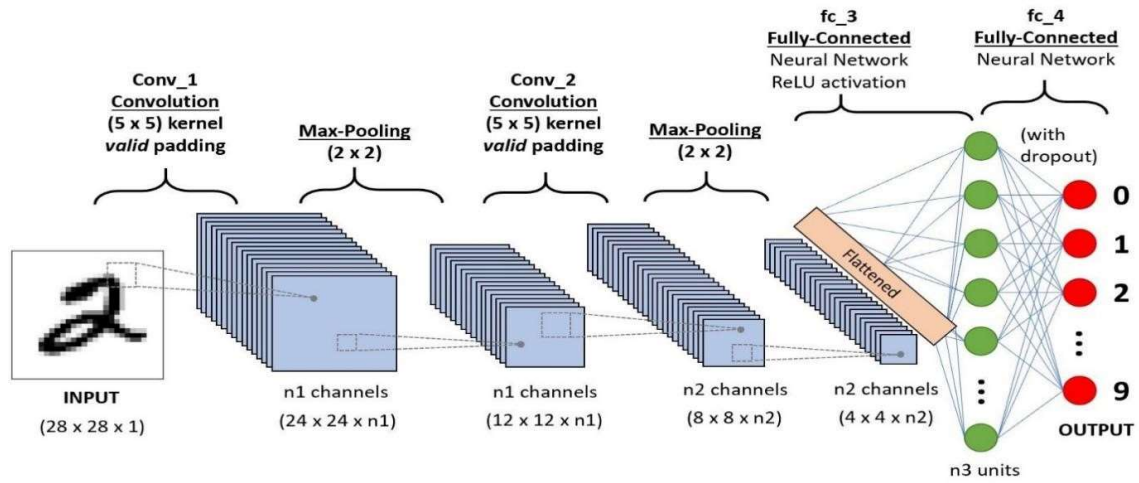 Conv_1
Convolution
(5 x 5) kernel
valid padding
Max-Pooling
(2 x 2)
Conv_2
Convolution
(5 x 5) kernel
valid padding
Max-Pooling
(2 x 2)
fc_3
Fully-Connected
Neural Network
ReLU activation
fc_4
Fully-Connected
Neural Network
(with
dropout)
Flattened
0
1
2
9
OUTPUT
INPUT
(28 x 28 x 1)
n1 channels
(24 x 24 x n1)
n1 channels
(12 x 12 x n1)
n2 channels
(8 x 8 x n2)
n2 channels
(4 x 4 x n2)
n3 units
2